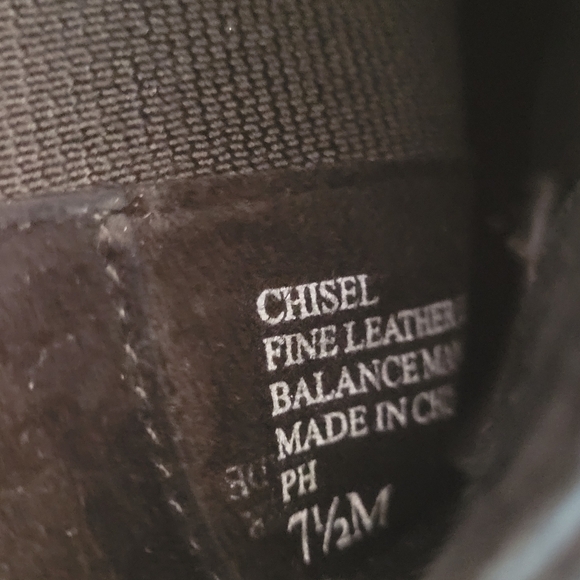 CHISEL
FINE LEATHER
BALANCE
MADE IN
PH
7½M